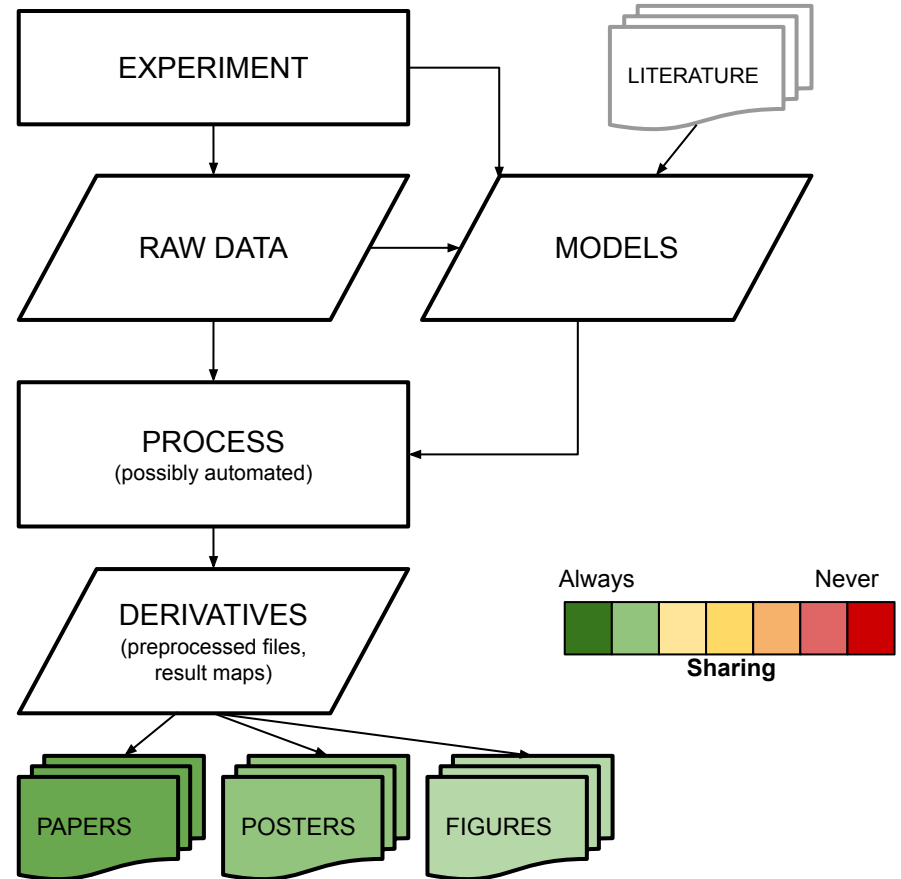 EXPERIMENT
LITERATURE
RAW DATA
MODELS
PROCESS
(possibly automated)
DERIVATIVES
(preprocessed files,
result maps)
Always
Never
Sharing
PAPERS
POSTERS
FIGURES